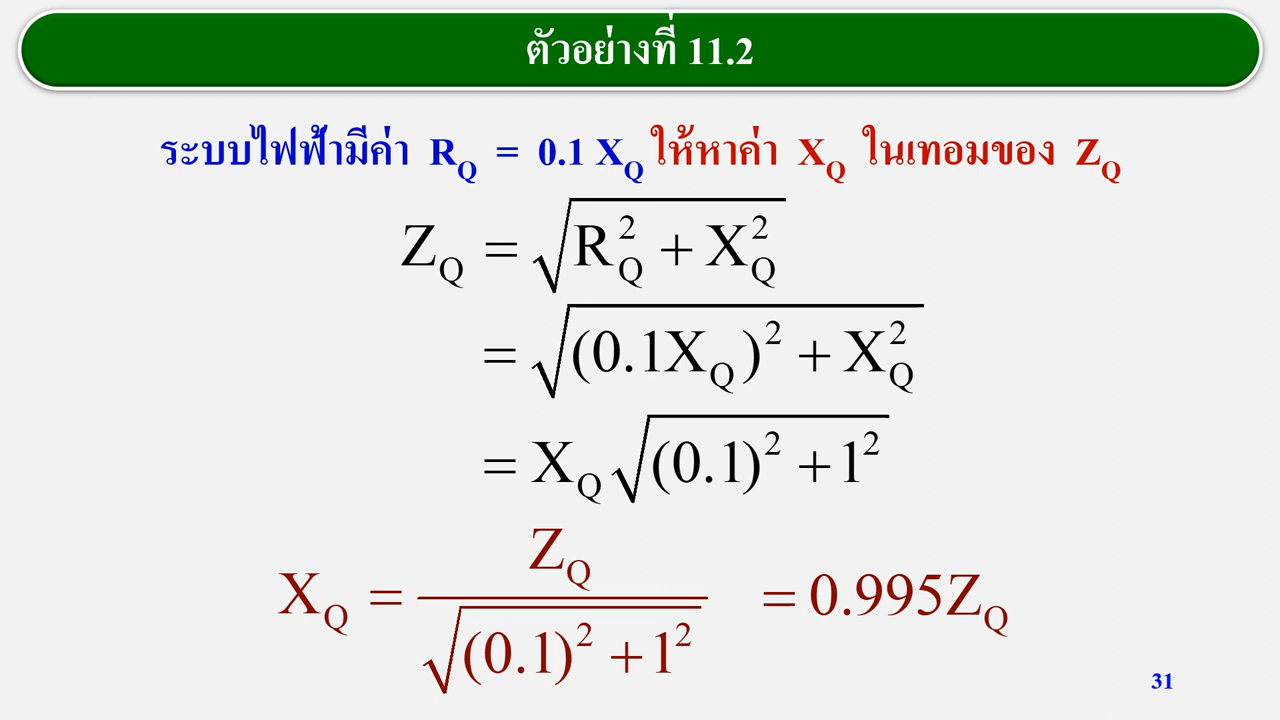 ตัวอย่างที่ 11.2
ระบบไฟฟ้ามีค่า R_Q = 0.1 X_Q ให้หาค่า X_Q ในเทอมของ Z_Q
Z_Q = √(R_Q² + X_Q²)
= √((0.1X_Q)² + X_Q²)
= X_Q √((0.1)² + 1²)
X_Q = Z_Q / √((0.1)² + 1²) = 0.995Z_Q
31